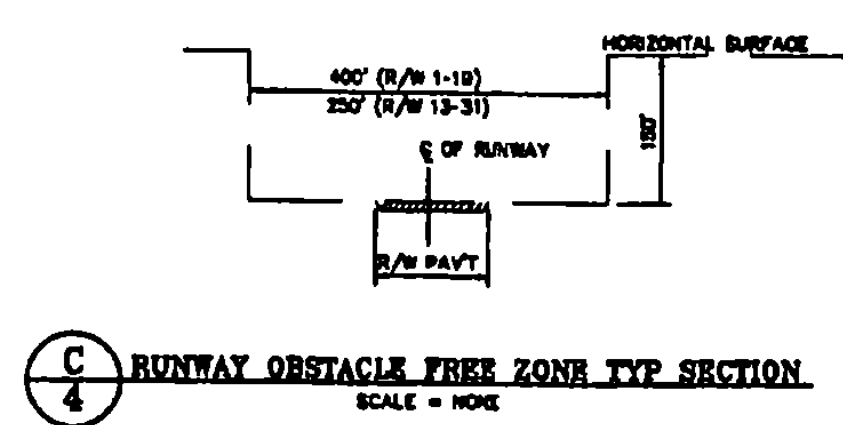 HORIZONTAL SURFACE
400' (R/W 1-19)
250' (R/W 13-31)
150'
℄ OF RUNWAY
R/W PAV'T
C
4
RUNWAY OBSTACLE FREE ZONE TYP SECTION
SCALE = NONE